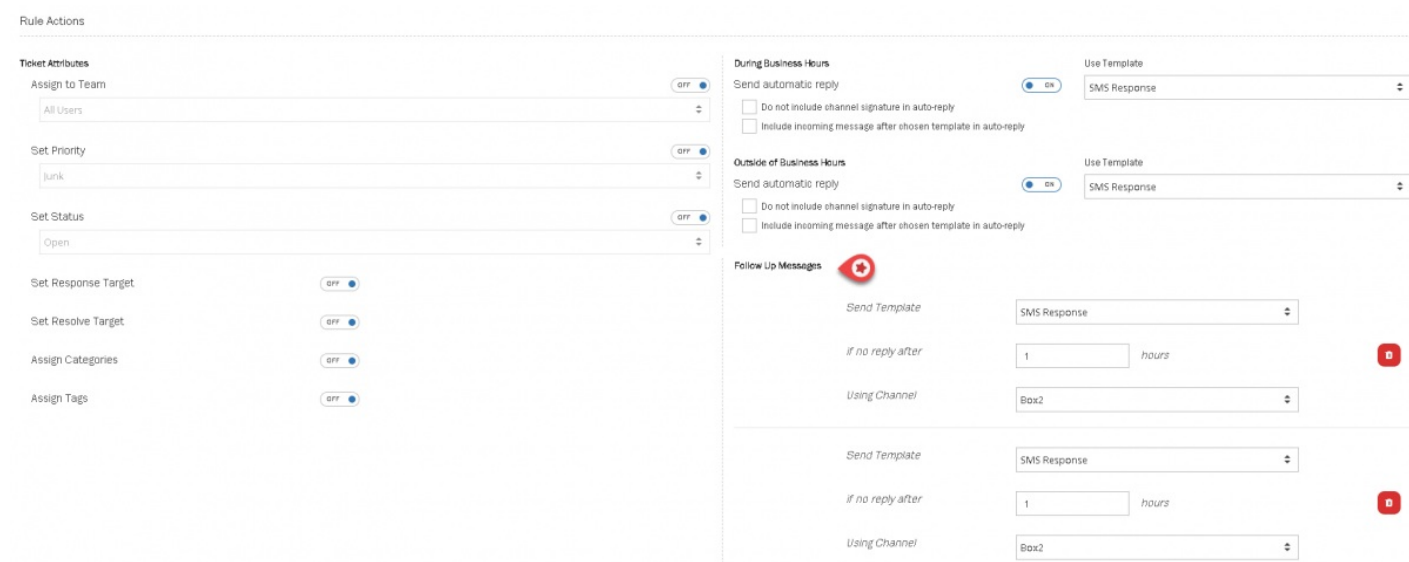 Rule Actions
Ticket Attributes
Assign to Team
OFF
All Users
Set Priority
OFF
Junk
Set Status
OFF
Open
Set Response Target
OFF
Set Resolve Target
OFF
Assign Categories
OFF
Assign Tags
OFF
During Business Hours
Use Template
Send automatic reply
ON
SMS Response
Do not include channel signature in auto-reply
Include incoming message after chosen template in auto-reply
Outside of Business Hours
Use Template
Send automatic reply
ON
SMS Response
Do not include channel signature in auto-reply
Include incoming message after chosen template in auto-reply
Follow Up Messages
Send Template
SMS Response
if no reply after
1
hours
Using Channel
Box2
Send Template
SMS Response
if no reply after
1
hours
Using Channel
Box2